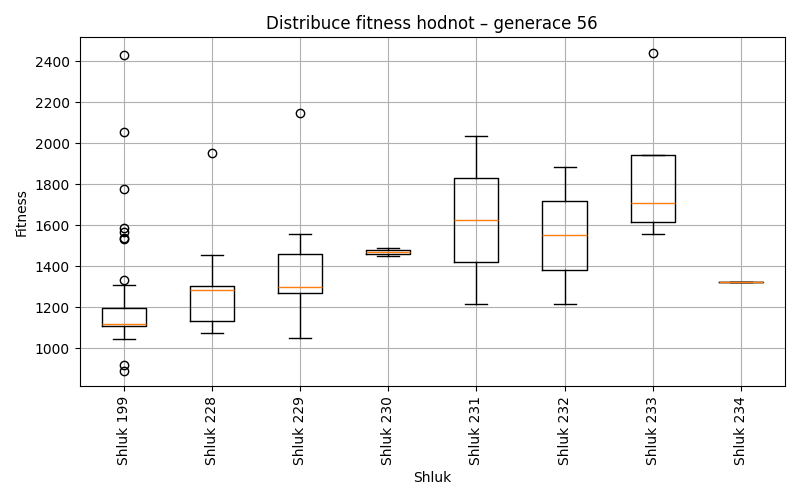 Distribuce fitness hodnot – generace 56
Fitness
2400
2200
2000
1800
1600
1400
1200
1000
Shluk 199
Shluk 228
Shluk 229
Shluk 230
Shluk 231
Shluk 232
Shluk 233
Shluk 234
Shluk